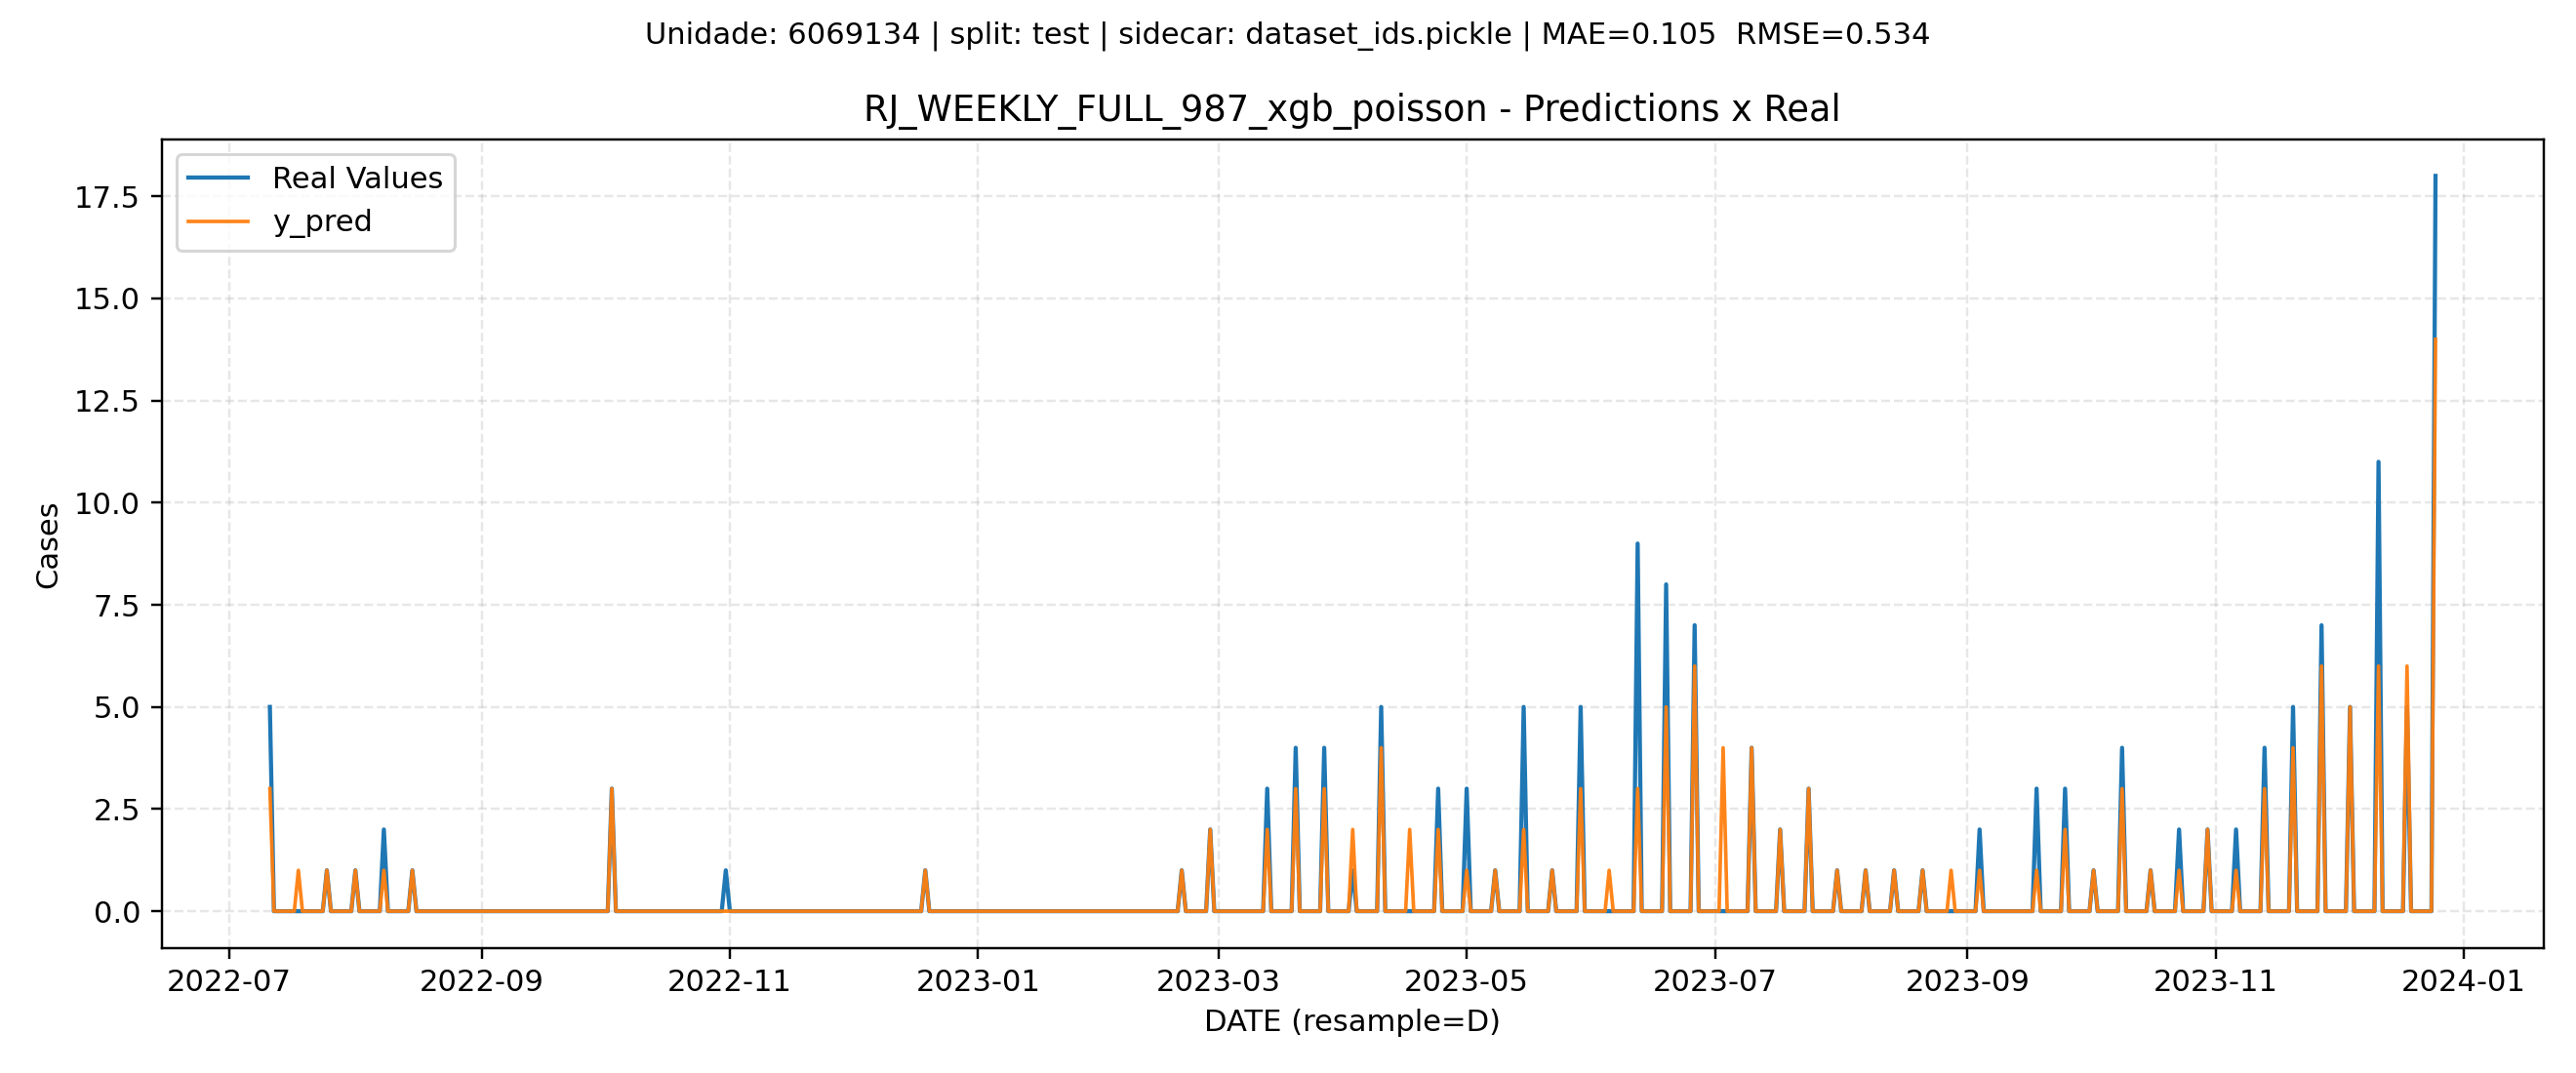 Unidade: 6069134 | split: test | sidecar: dataset_ids.pickle | MAE=0.105  RMSE=0.534
RJ_WEEKLY_FULL_987_xgb_poisson - Predictions x Real
Real Values
y_pred
17.5
15.0
12.5
10.0
7.5
5.0
2.5
0.0
Cases
2022-07 2022-09 2022-11 2023-01 2023-03 2023-05 2023-07 2023-09 2023-11 2024-01
DATE (resample=D)